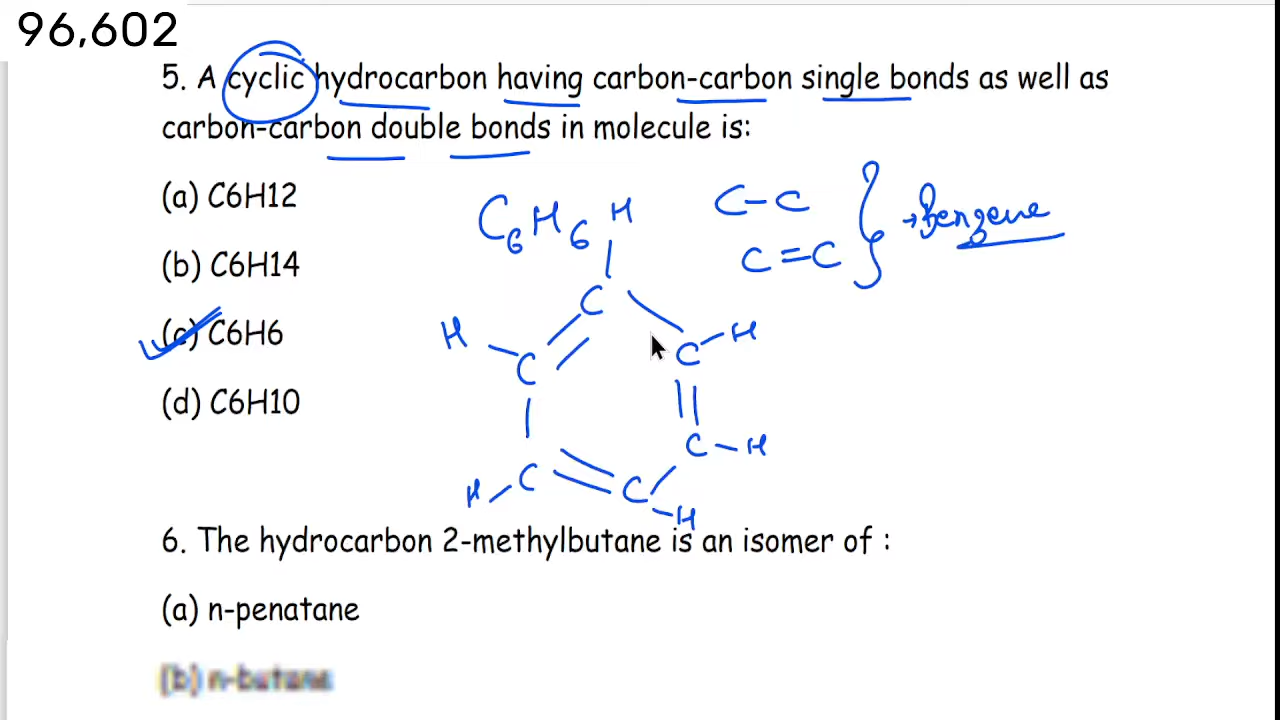 96,602
5. A cyclic hydrocarbon having carbon-carbon single bonds as well as
carbon-carbon double bonds in molecule is:
(a) C6H12
(b) C6H14
(c) C6H6
(d) C6H10
C6H6
C-C
C=C
→Benzene
H
C
H
C
C-H
C-H
H-C
C
-H
6. The hydrocarbon 2-methylbutane is an isomer of :
(a) n-penatane
(b) n-butane